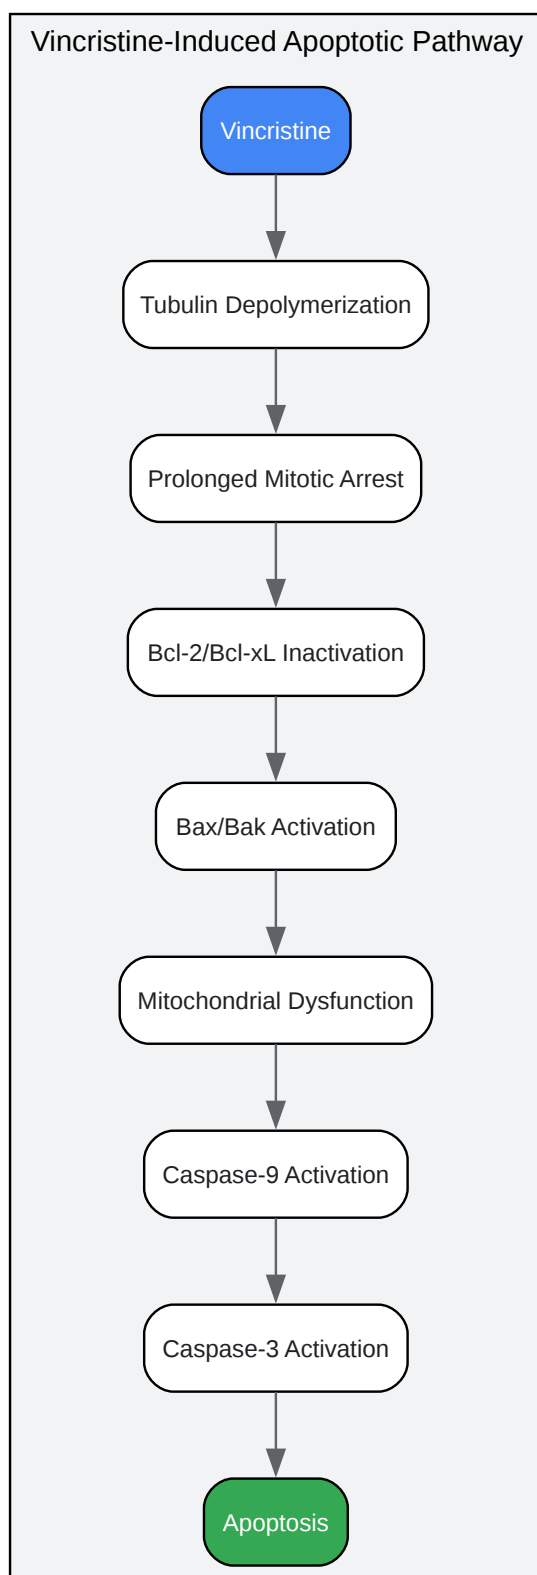 Vincristine-Induced Apoptotic Pathway
Vincristine
Tubulin Depolymerization
Prolonged Mitotic Arrest
Bcl-2/Bcl-xL Inactivation
Bax/Bak Activation
Mitochondrial Dysfunction
Caspase-9 Activation
Caspase-3 Activation
Apoptosis